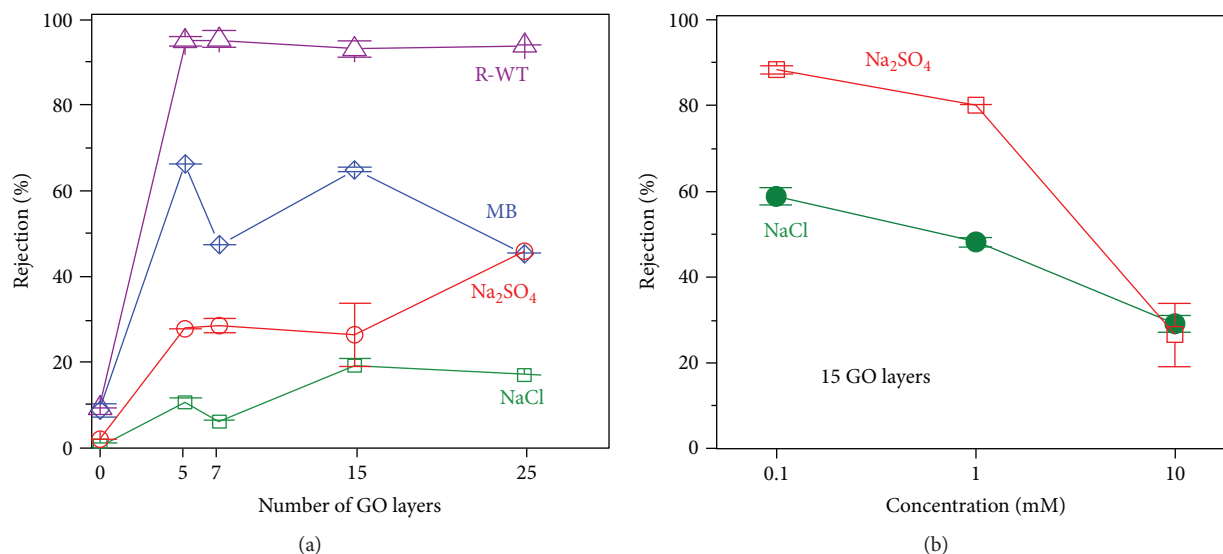 100
80
60
40
20
0
Rejection (%)
R-WT
MB
Na₂SO₄
NaCl
0 5 7 15 25
Number of GO layers
(a)
100
80
60
40
20
0
Rejection (%)
Na₂SO₄
NaCl
15 GO layers
0.1 1 10
Concentration (mM)
(b)